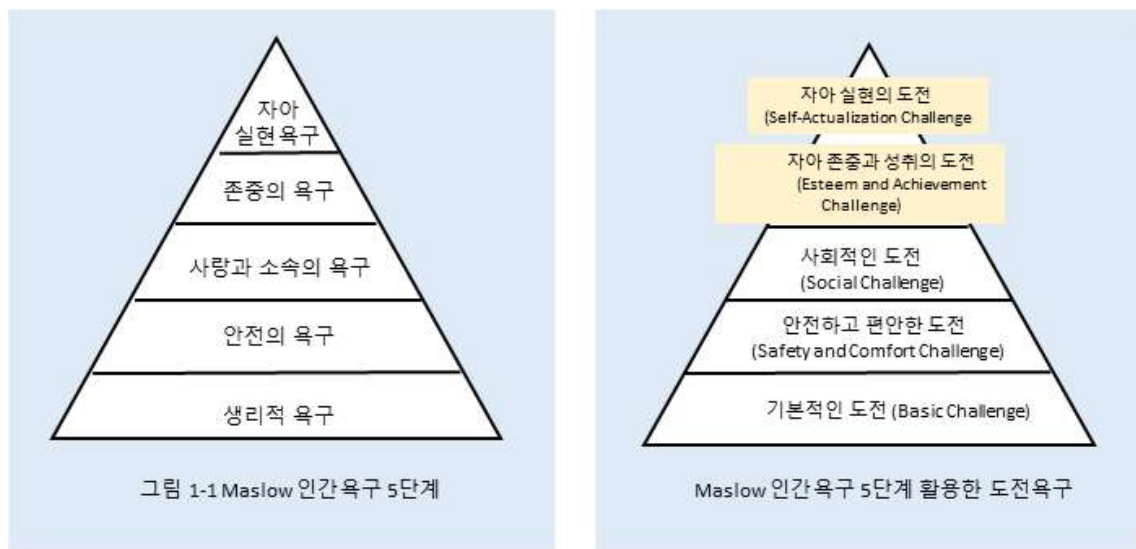 자아
실현욕구
존중의 욕구
사랑과 소속의 욕구
안전의 욕구
생리적 욕구
그림 1-1 Maslow 인간욕구 5단계
자아 실현의 도전
(Self-Actualization Challenge
자아 존중과 성취의 도전
(Esteem and Achievement
Challenge)
사회적인 도전
(Social Challenge)
안전하고 편안한 도전
(Safety and Comfort Challenge)
기본적인 도전 (Basic Challenge)
Maslow 인간욕구 5단계 활용한 도전욕구